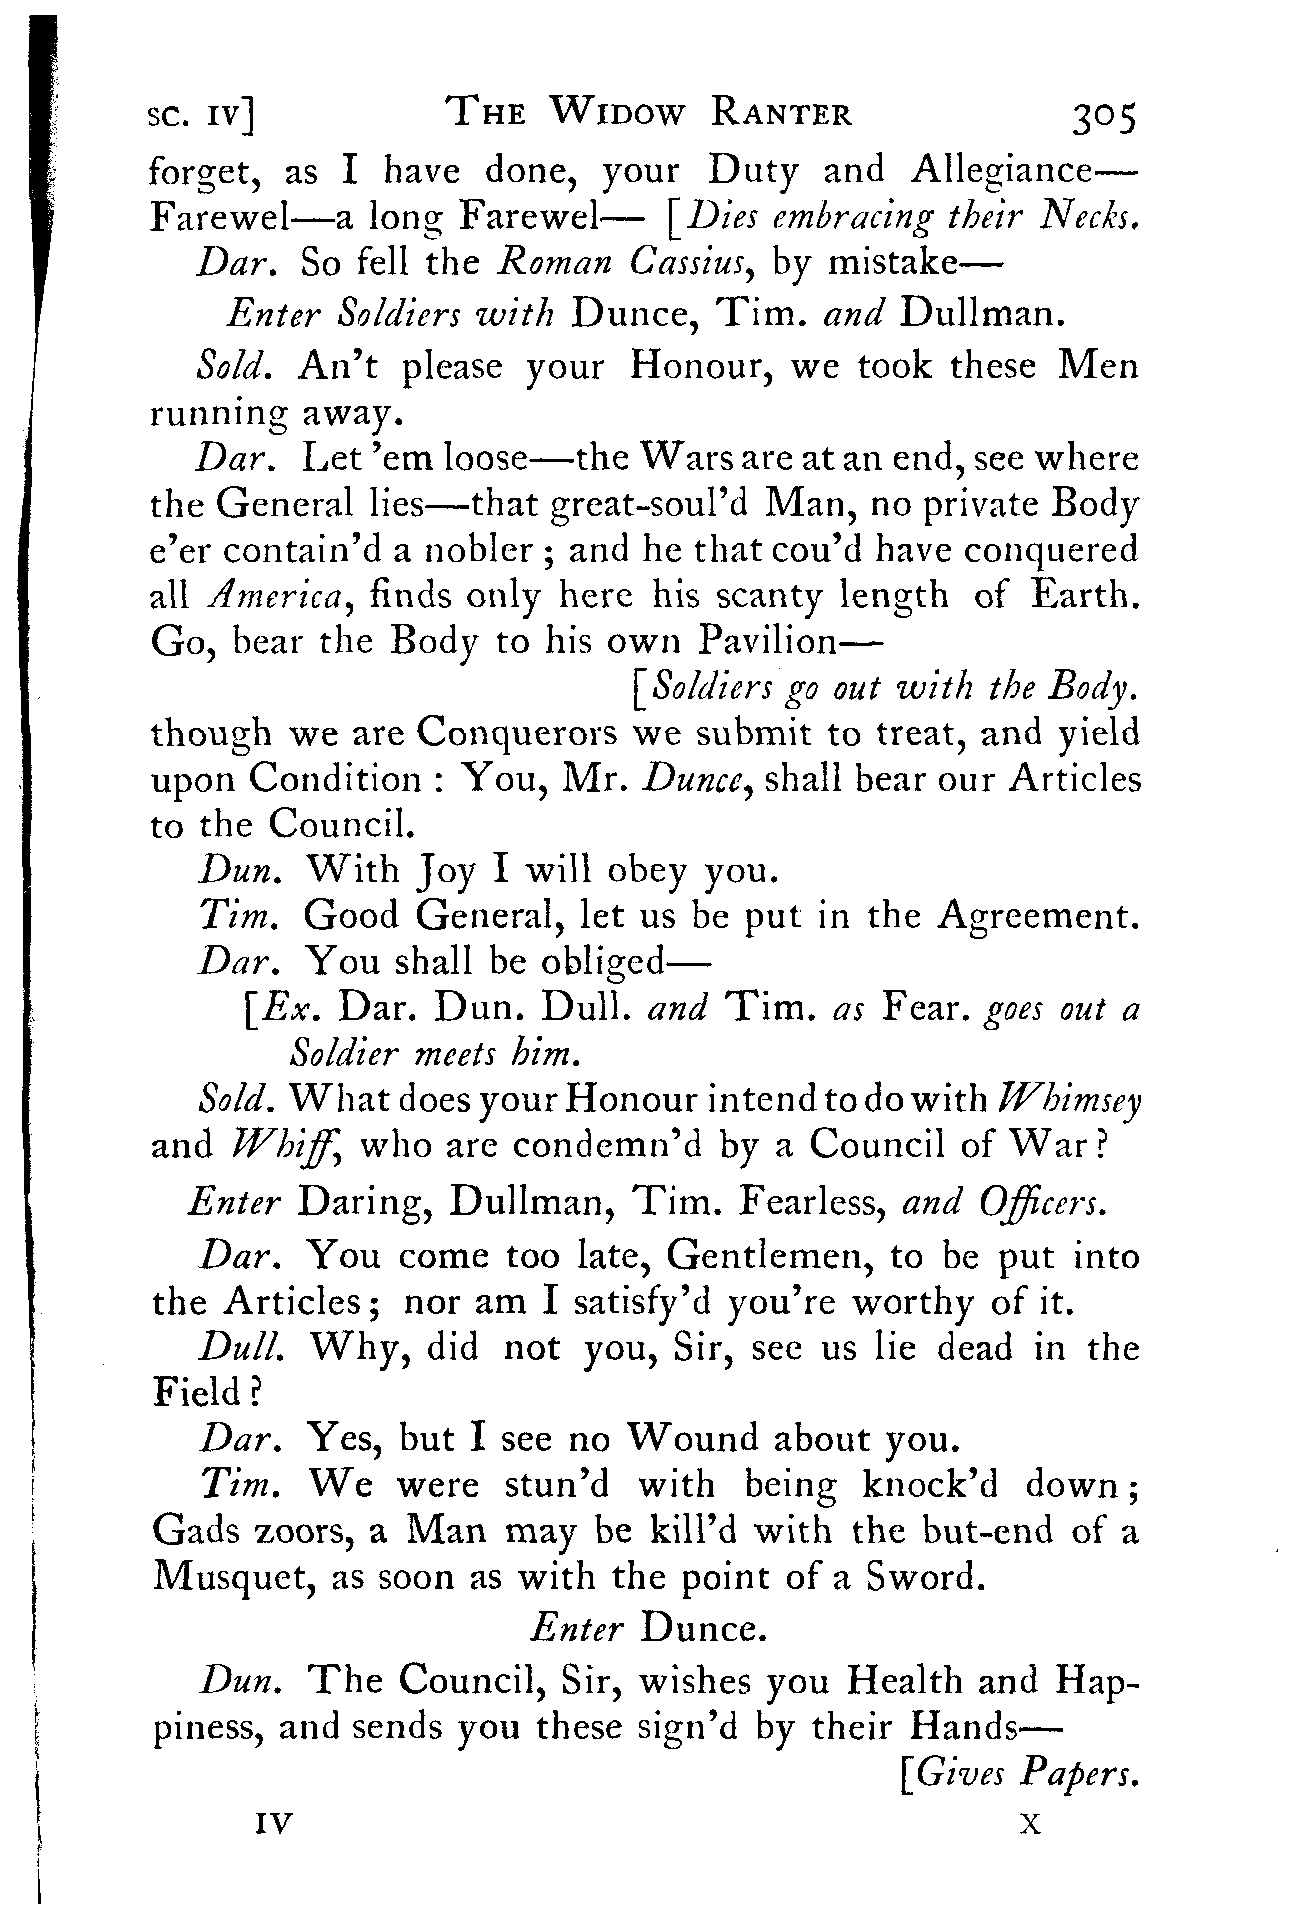 SC. IV] THE WIDOW RANTER 305
forget, as I have done, your Duty and Allegiance—
Farewel—a long Farewel— [Dies embracing their Necks.
Dar. So fell the Roman Cassius, by mistake—
Enter Soldiers with Dunce, Tim. and Dullman.
Sold. An't please your Honour, we took these Men
running away.
Dar. Let 'em loose—the Wars are at an end, see where
the General lies—that great-soul'd Man, no private Body
e'er contain'd a nobler; and he that cou'd have conquered
all America, finds only here his scanty length of Earth.
Go, bear the Body to his own Pavilion—
[Soldiers go out with the Body.
though we are Conquerors we submit to treat, and yield
upon Condition: You, Mr. Dunce, shall bear our Articles
to the Council.
Dun. With Joy I will obey you.
Tim. Good General, let us be put in the Agreement.
Dar. You shall be obliged—
[Ex. Dar. Dun. Dull. and Tim. as Fear. goes out a
Soldier meets him.
Sold. What does your Honour intend to do with Whimsey
and Whiff, who are condemn'd by a Council of War?
Enter Daring, Dullman, Tim. Fearless, and Officers.
Dar. You come too late, Gentlemen, to be put into
the Articles; nor am I satisfy'd you're worthy of it.
Dull. Why, did not you, Sir, see us lie dead in the
Field?
Dar. Yes, but I see no Wound about you.
Tim. We were stun'd with being knock'd down;
Gads zoors, a Man may be kill'd with the but-end of a
Musquet, as soon as with the point of a Sword.
Enter Dunce.
Dun. The Council, Sir, wishes you Health and Hap-
piness, and sends you these sign'd by their Hands—
[Gives Papers.
IV X